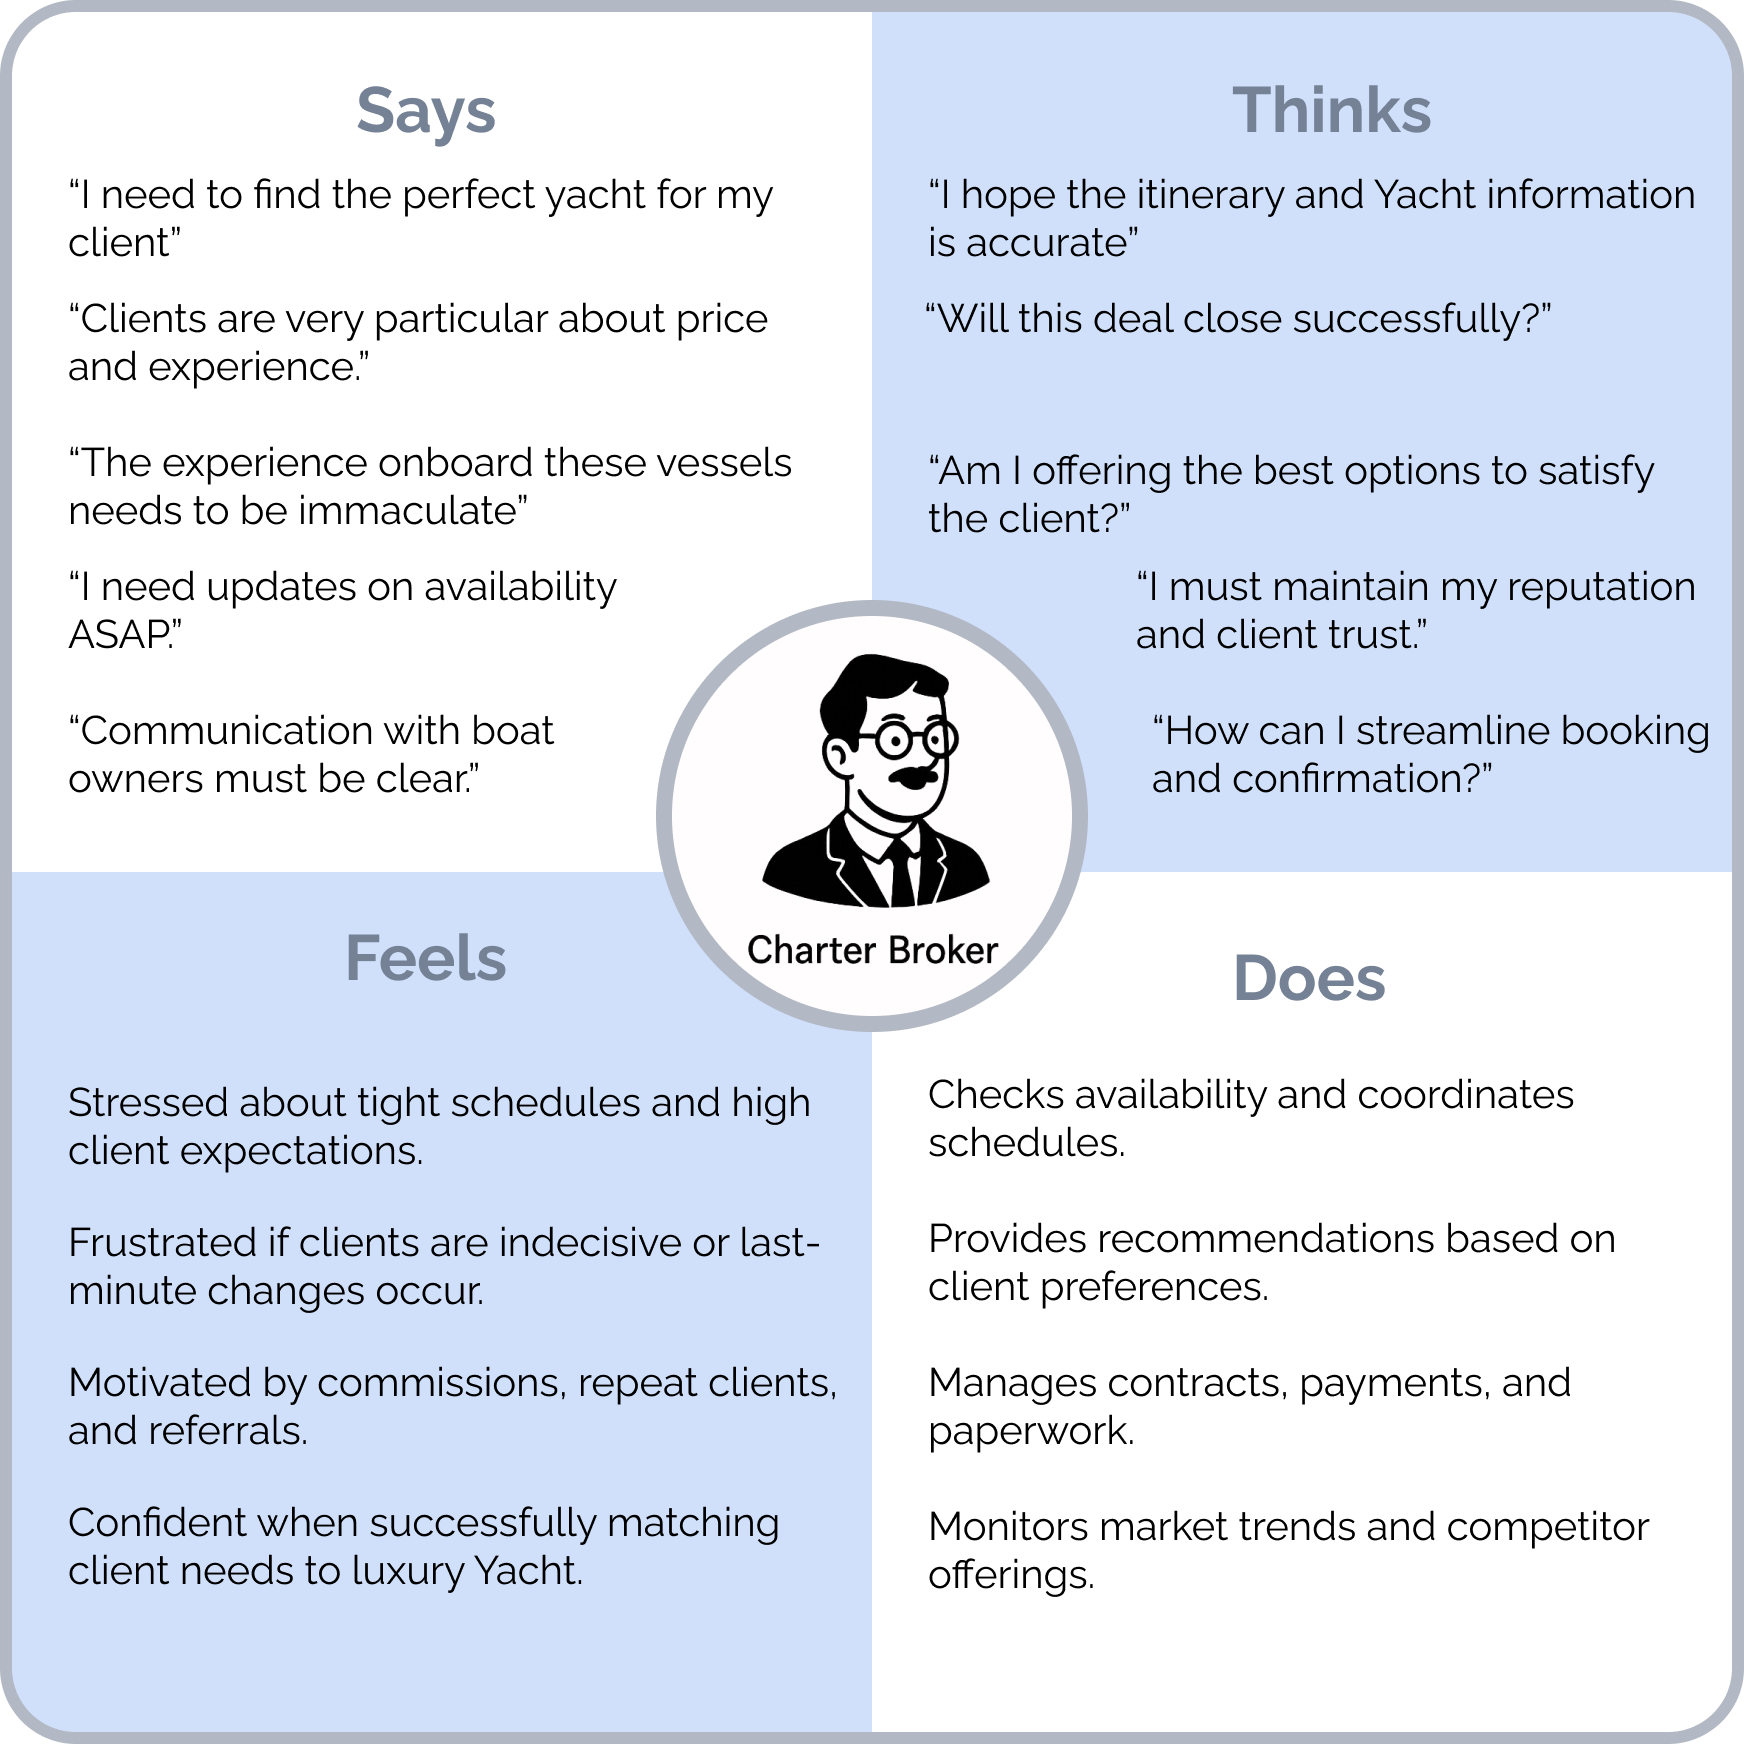 Says
“I need to find the perfect yacht for my
client”
“Clients are very particular about price
and experience.”
“The experience onboard these vessels
needs to be immaculate”
“I need updates on availability
ASAP.”
“Communication with boat
owners must be clear.”
Thinks
“I hope the itinerary and Yacht information
is accurate”
“Will this deal close successfully?”
“Am I offering the best options to satisfy
the client?”
“I must maintain my reputation
and client trust.”
“How can I streamline booking
and confirmation?”
Charter Broker
Feels
Stressed about tight schedules and high
client expectations.
Frustrated if clients are indecisive or last-
minute changes occur.
Motivated by commissions, repeat clients,
and referrals.
Confident when successfully matching
client needs to luxury Yacht.
Does
Checks availability and coordinates
schedules.
Provides recommendations based on
client preferences.
Manages contracts, payments, and
paperwork.
Monitors market trends and competitor
offerings.